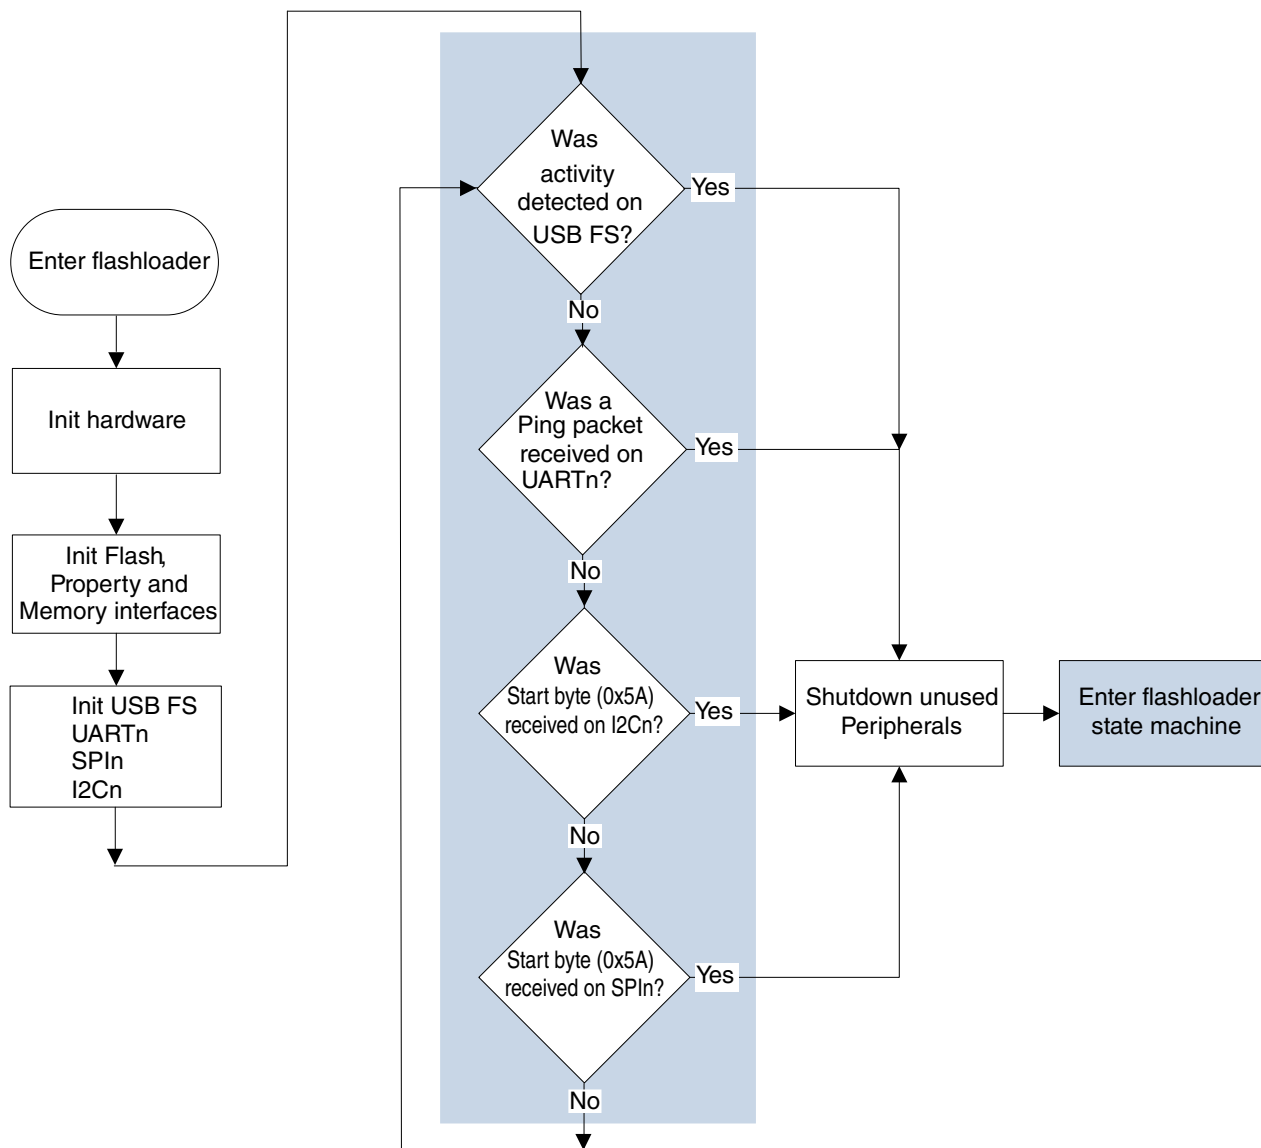 Enter flashloader
Init hardware
Init Flash,
Property and
Memory interfaces
Init USB FS
UARTn
SPIn
I2Cn
Was
activity
detected on
USB FS?
Yes
No
Was a
Ping packet
received on
UARTn?
Yes
No
Was
Start byte (0x5A)
received on I2Cn?
Yes
No
Was
Start byte (0x5A)
received on SPIn?
Yes
No
Shutdown unused
Peripherals
Enter flashloader
state machine